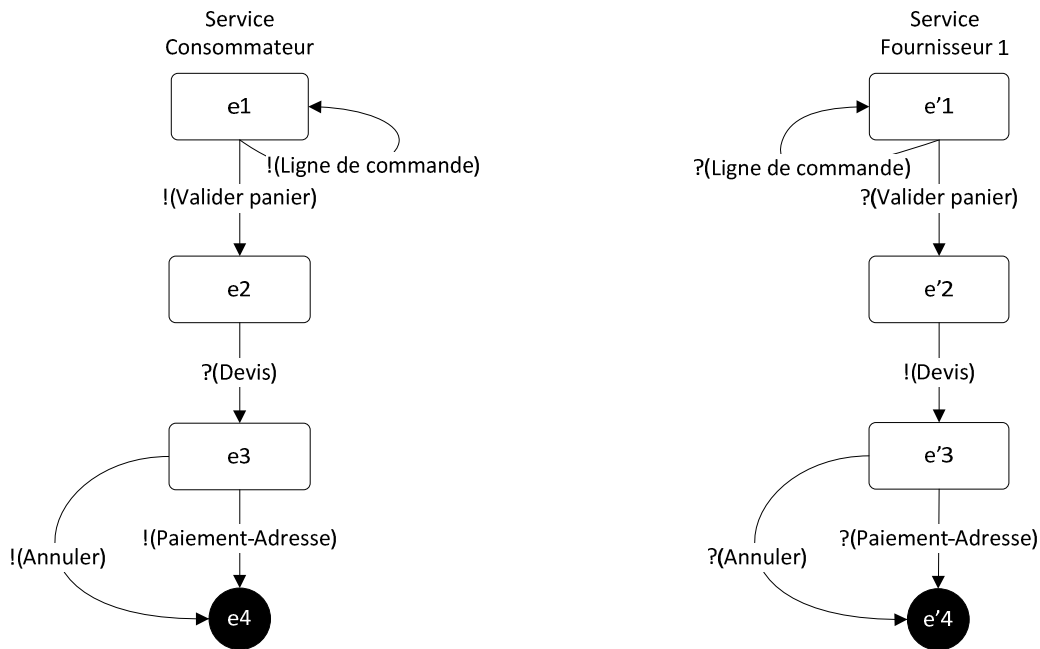 Service
Consommateur
e1
!(Ligne de commande)
!(Valider panier)
e2
?(Devis)
e3
!(Paiement-Adresse)
!(Annuler)
e4
Service
Fournisseur 1
e’1
?(Ligne de commande)
?(Valider panier)
e’2
!(Devis)
e’3
?(Paiement-Adresse)
?(Annuler)
e’4